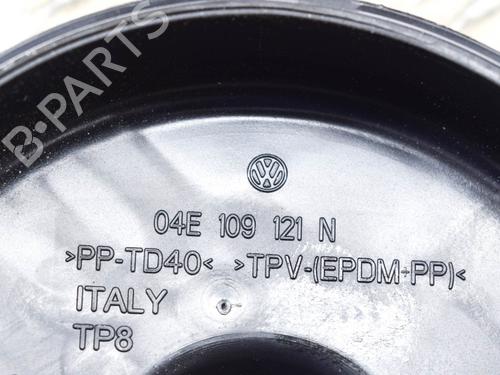 B-PARTS
04E 109 121 N
>PP-TD40< >TPV-(EPDM+PP)<
ITALY
TP8